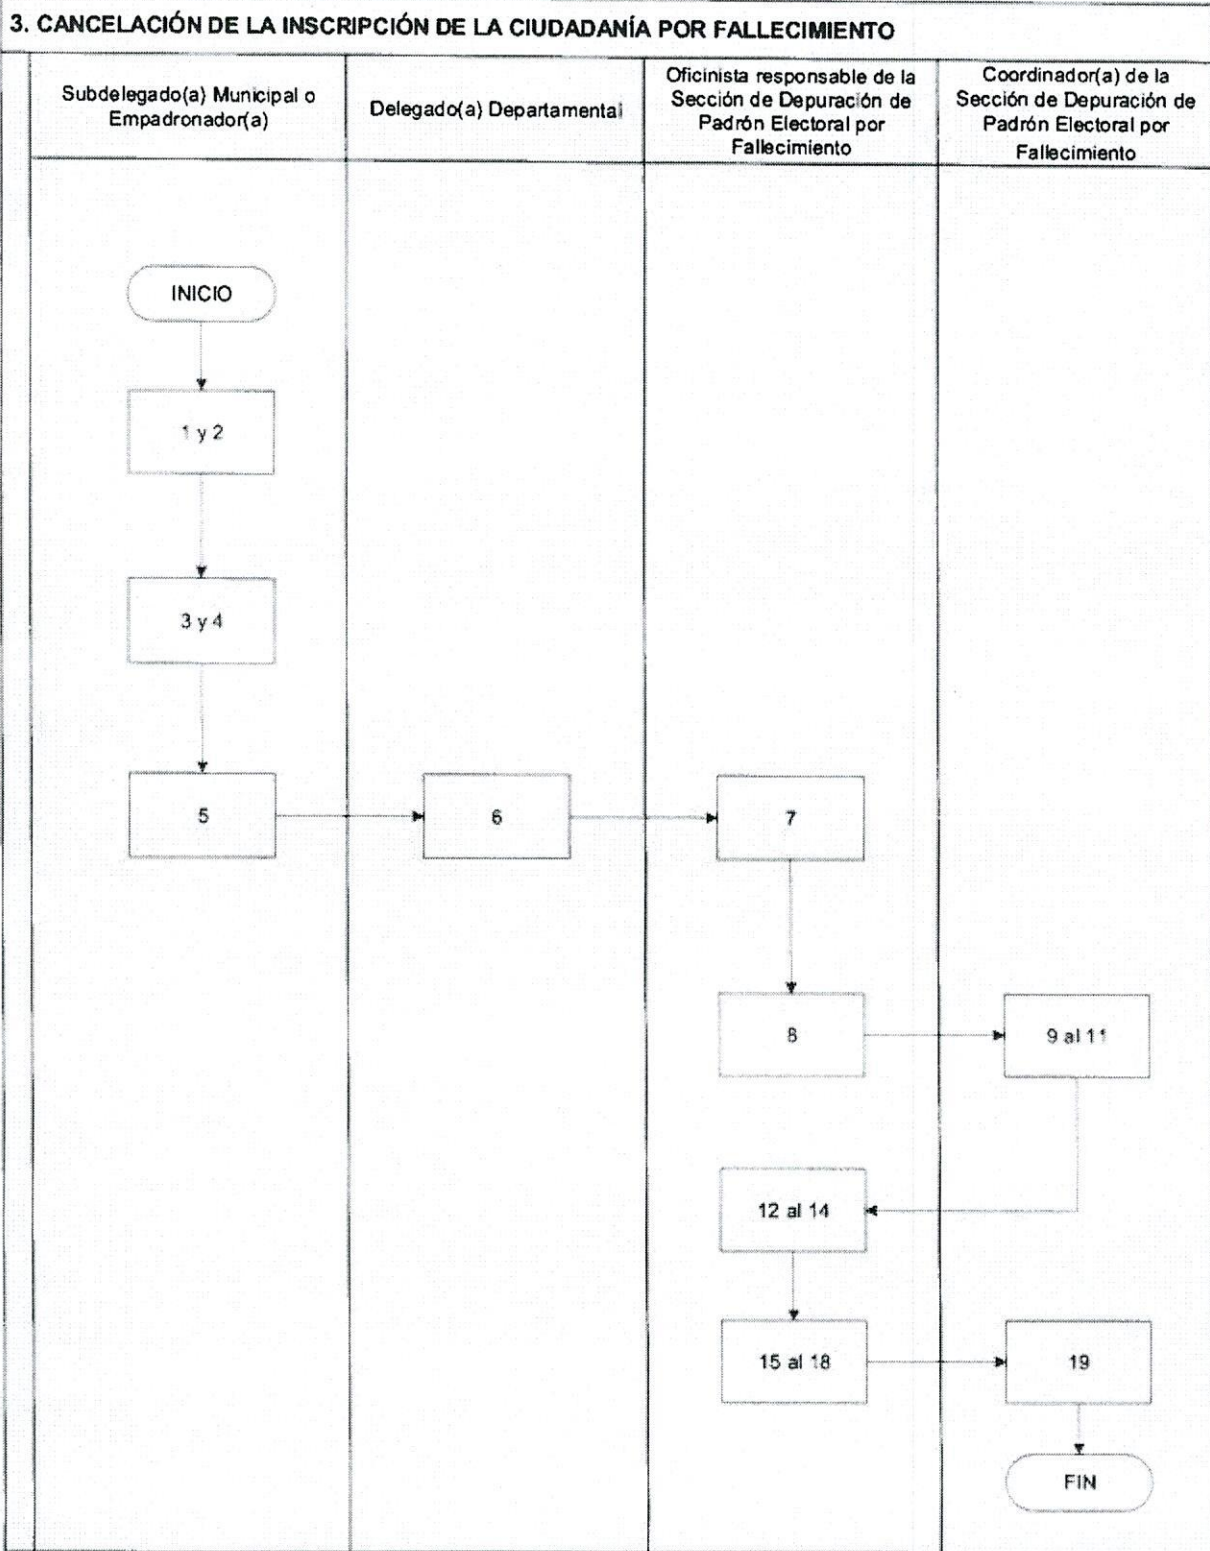 3. CANCELACIÓN DE LA INSCRIPCIÓN DE LA CIUDADANÍA POR FALLECIMIENTO
Subdelegado(a) Municipal o
Empadronador(a)
Delegado(a) Departamental
Oficinista responsable de la
Sección de Depuración de
Padrón Electoral por
Fallecimiento
Coordinador(a) de la
Sección de Depuración de
Padrón Electoral por
Fallecimiento
INICIO
1 y 2
3 y 4
5
6
7
8
9 al 11
12 al 14
15 al 18
19
FIN